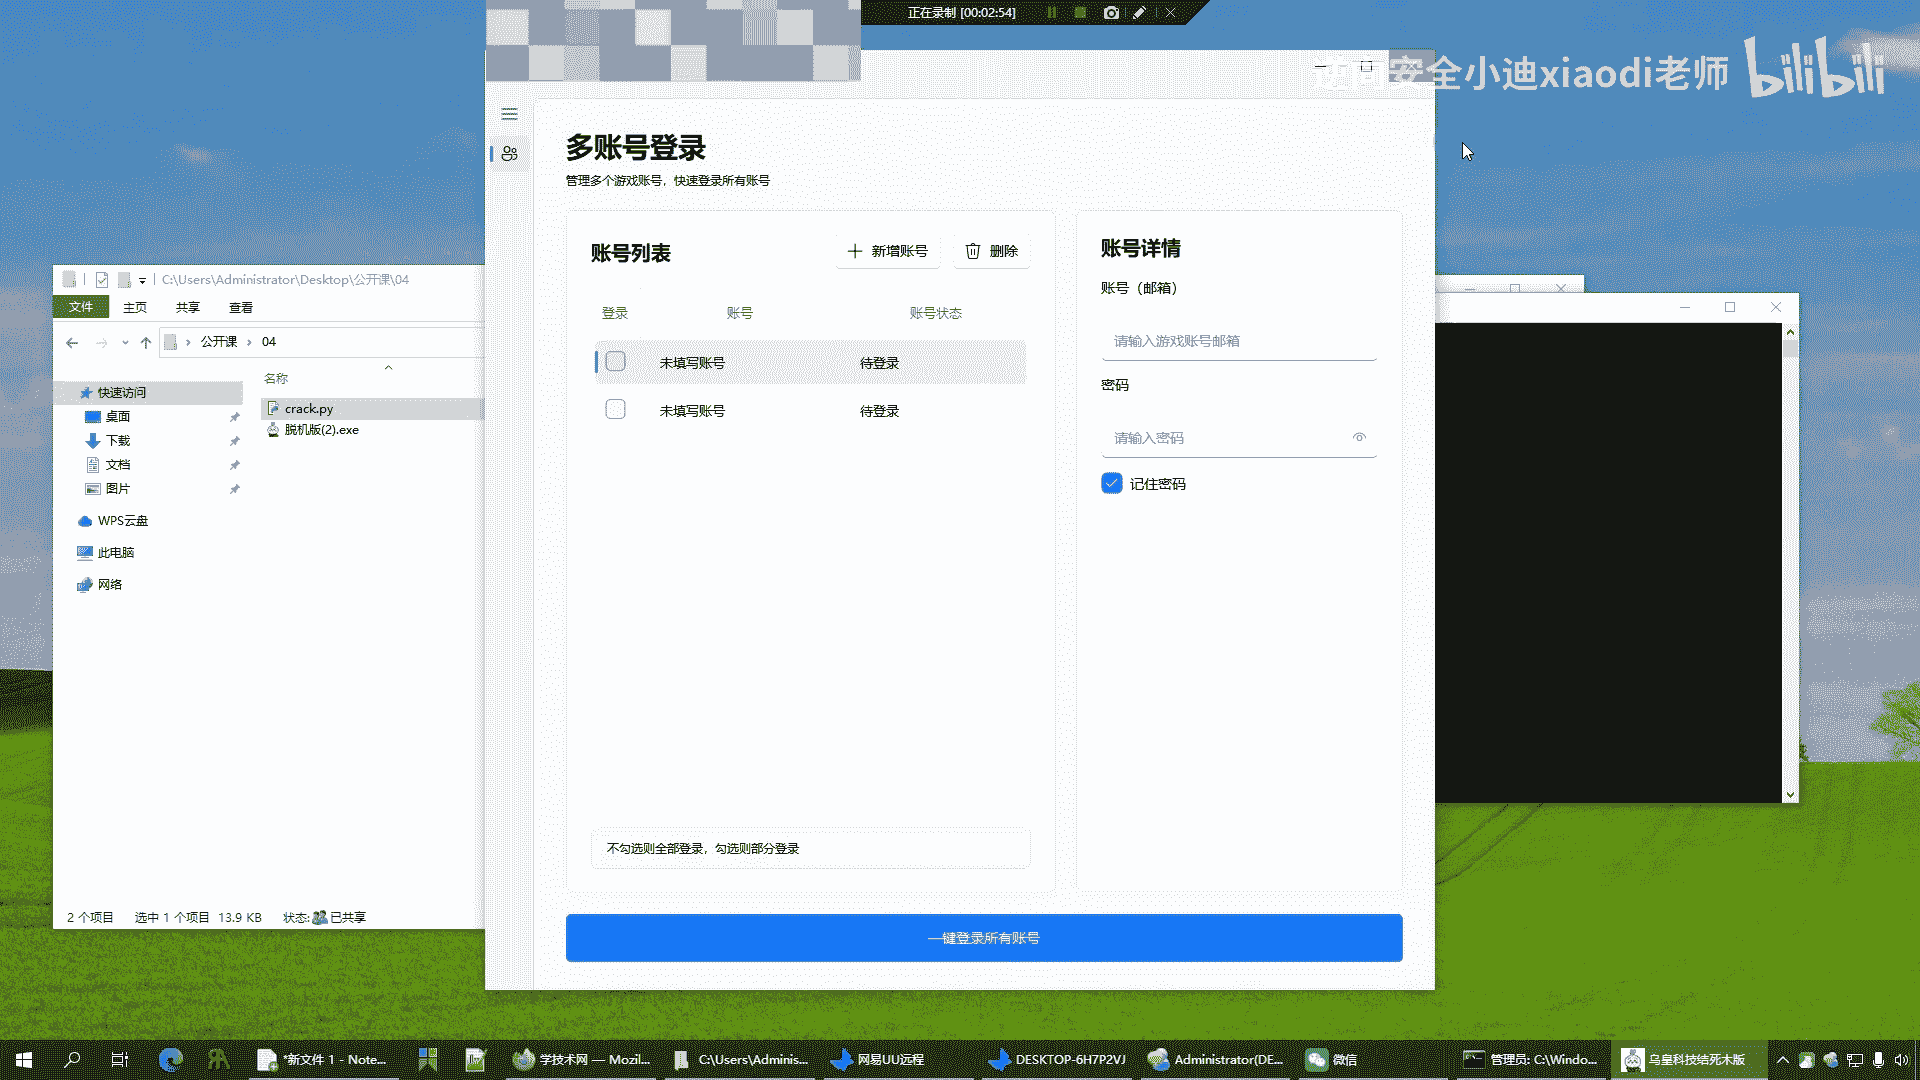 正在录制 [00:02:54]
逆向安全小迪xiaodi老师 bilibili
多账号登录
管理多个游戏账号，快速登录所有账号
账号列表
新增账号
删除
登录 账号 账号状态
未填写账号 待登录
未填写账号 待登录
不勾选则全部登录，勾选则部分登录
账号详情
账号（邮箱）
请输入游戏账号邮箱
密码
请输入密码
记住密码
一键登录所有账号
C:\Users\Administrator\Desktop\公开课\04
文件 主页 共享 查看
公开课 › 04
名称
快速访问
桌面
下载
文档
图片
WPS云盘
此电脑
网络
crack.py
脱机版(2).exe
2 个项目 选中 1 个项目 13.9 KB 状态: 已共享
*新文件 1 - Note...
学技术网 — Mozil...
C:\Users\Adminis...
网易UU远程
DESKTOP-6H7P2VJ
Administrator(DE...
微信
管理员: C:\Windo...
乌皇科技结死木版